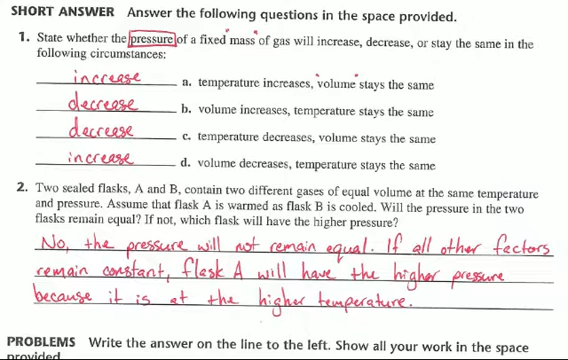 SHORT ANSWER Answer the following questions in the space provided.
1. State whether the pressure of a fixed mass of gas will increase, decrease, or stay the same in the
following circumstances:
increase a. temperature increases, volume stays the same
decrease b. volume increases, temperature stays the same
decrease c. temperature decreases, volume stays the same
increase d. volume decreases, temperature stays the same
2. Two sealed flasks, A and B, contain two different gases of equal volume at the same temperature
and pressure. Assume that flask A is warmed as flask B is cooled. Will the pressure in the two
flasks remain equal? If not, which flask will have the higher pressure?
No, the pressure will not remain equal. If all other factors
remain constant, flask A will have the higher pressure
because it is at the higher temperature.
PROBLEMS Write the answer on the line to the left. Show all your work in the space
provided